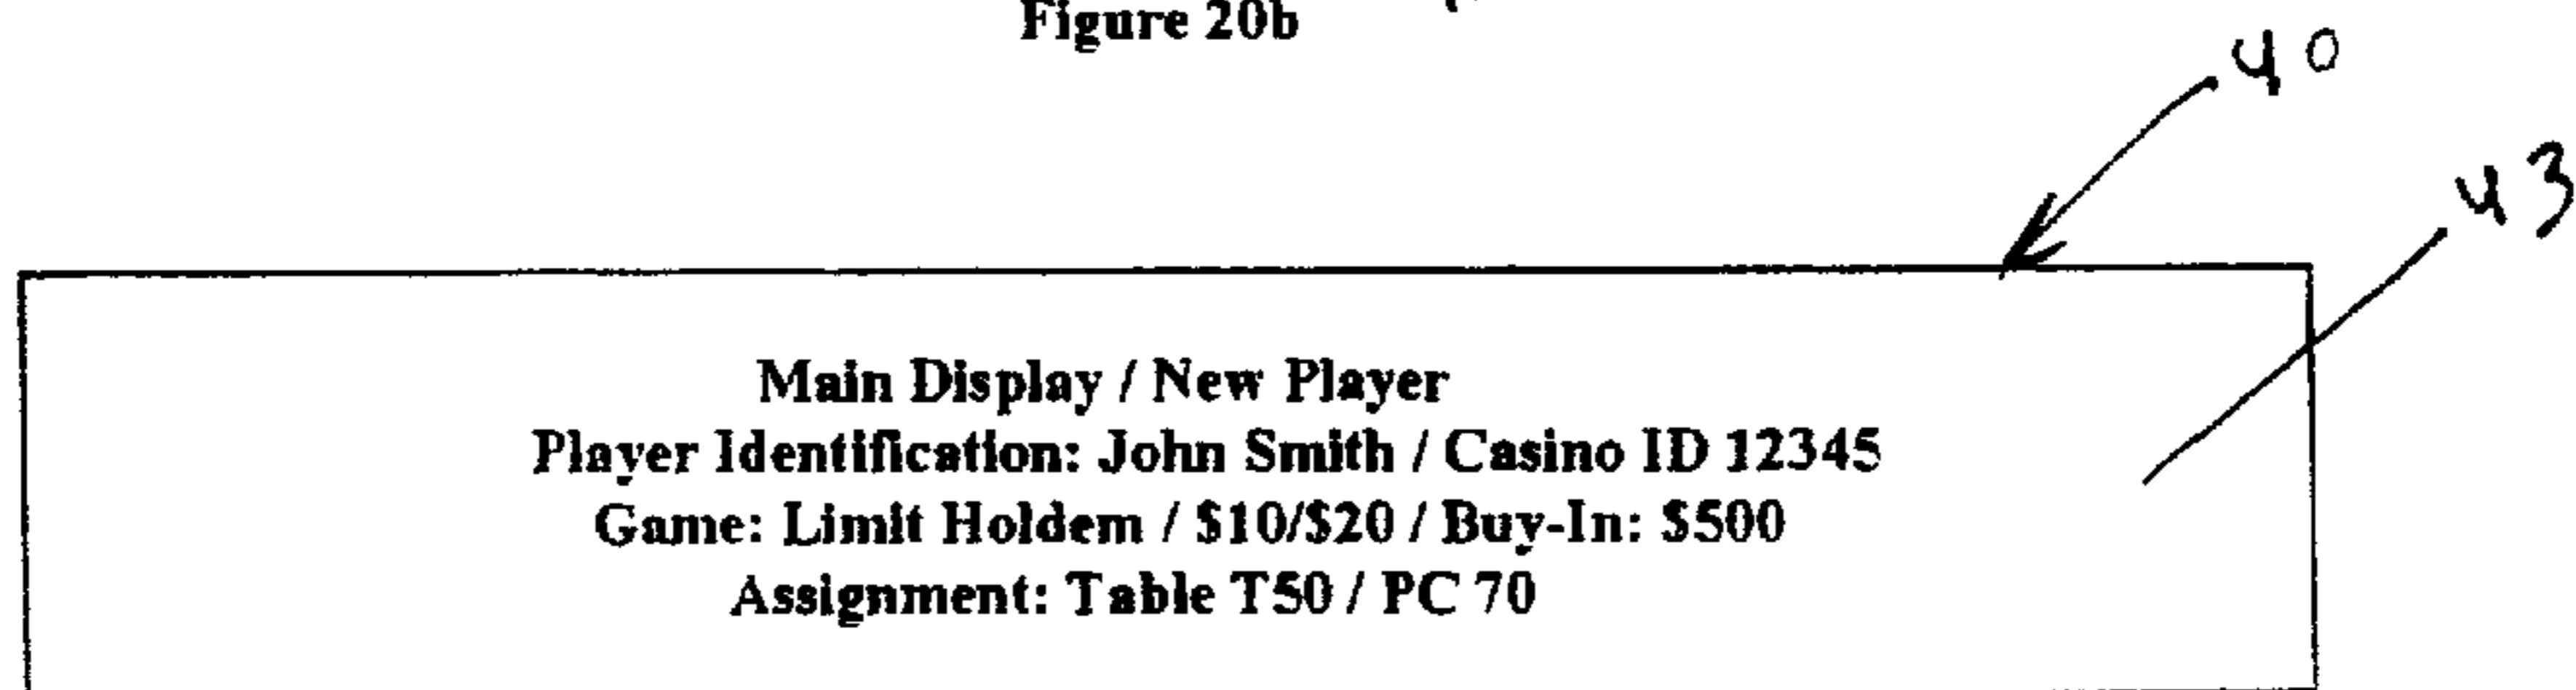 Figure 20b
40
43
Main Display / New Player
Player Identification: John Smith / Casino ID 12345
Game: Limit Holdem / $10/$20 / Buy-In: $500
Assignment: Table T50 / PC 70